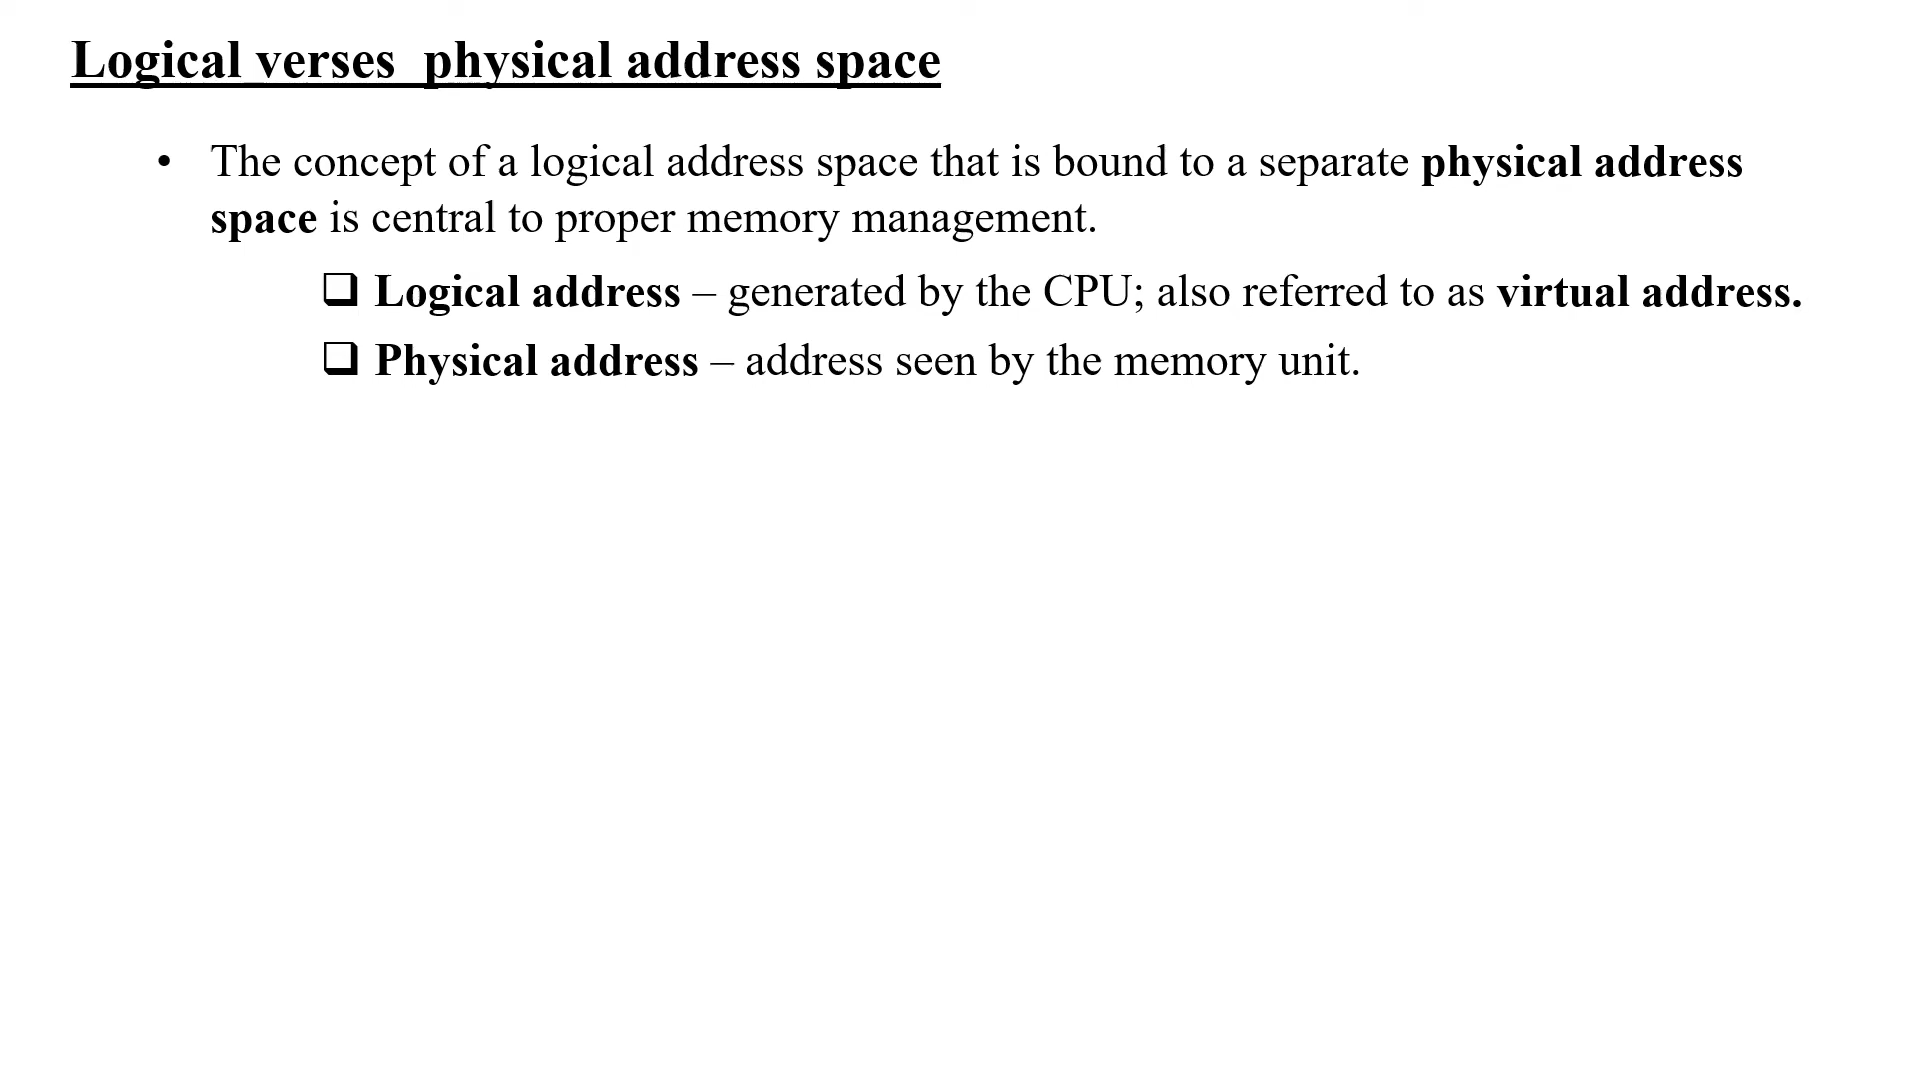 Logical verses  physical address space
• The concept of a logical address space that is bound to a separate physical address
space is central to proper memory management.
❑ Logical address – generated by the CPU; also referred to as virtual address.
❑ Physical address – address seen by the memory unit.